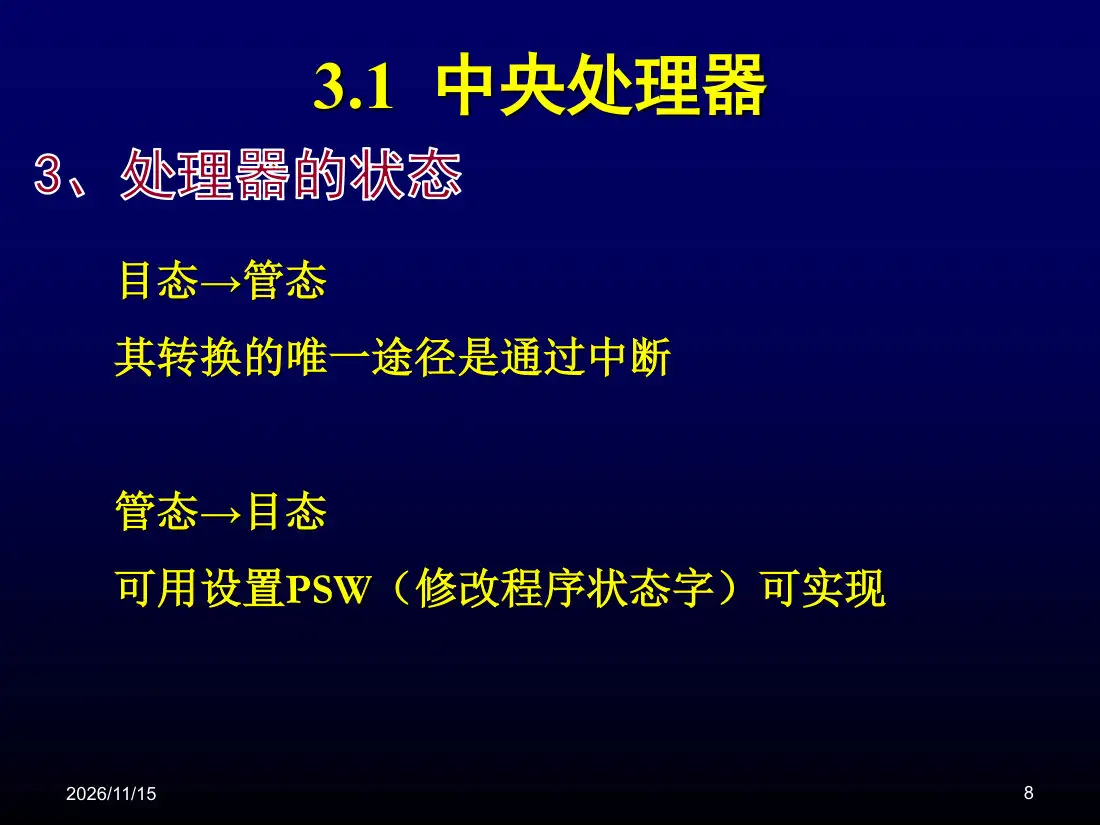 3.1 中央处理器
3、处理器的状态
目态→管态
其转换的唯一途径是通过中断
管态→目态
可用设置PSW（修改程序状态字）可实现
2026/11/15
8